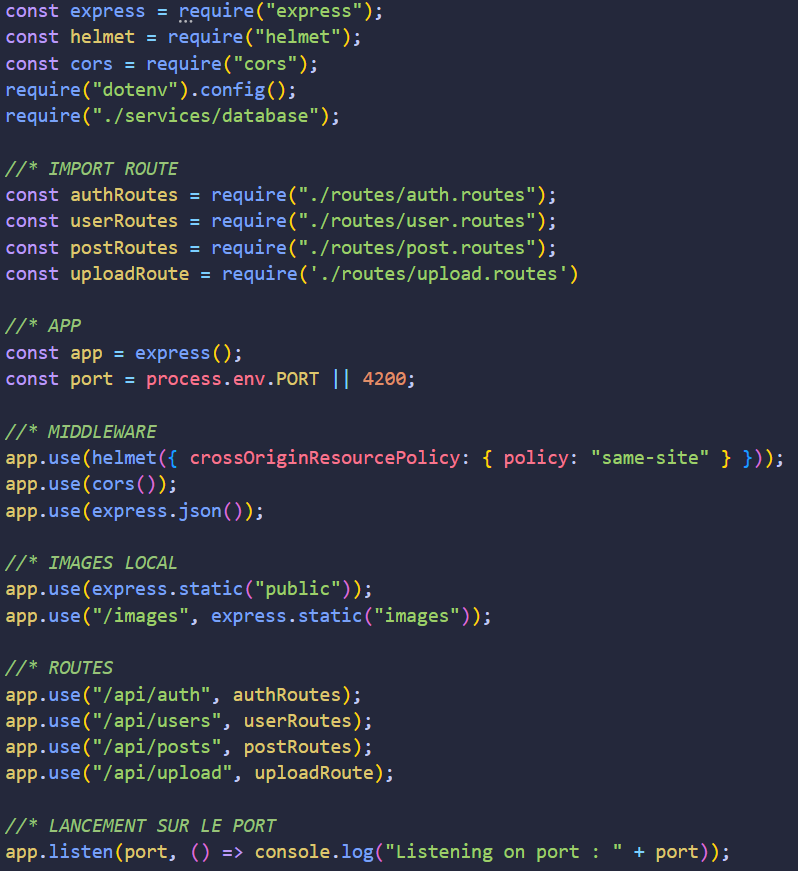 const express = require("express");
const helmet = require("helmet");
const cors = require("cors");
require("dotenv").config();
require("./services/database");
//* IMPORT ROUTE
const authRoutes = require("./routes/auth.routes");
const userRoutes = require("./routes/user.routes");
const postRoutes = require("./routes/post.routes");
const uploadRoute = require('./routes/upload.routes')
//* APP
const app = express();
const port = process.env.PORT || 4200;
//* MIDDLEWARE
app.use(helmet({ crossOriginResourcePolicy: { policy: "same-site" } }));
app.use(cors());
app.use(express.json());
//* IMAGES LOCAL
app.use(express.static("public"));
app.use("/images", express.static("images"));
//* ROUTES
app.use("/api/auth", authRoutes);
app.use("/api/users", userRoutes);
app.use("/api/posts", postRoutes);
app.use("/api/upload", uploadRoute);
//* LANCEMENT SUR LE PORT
app.listen(port, () => console.log("Listening on port : " + port));